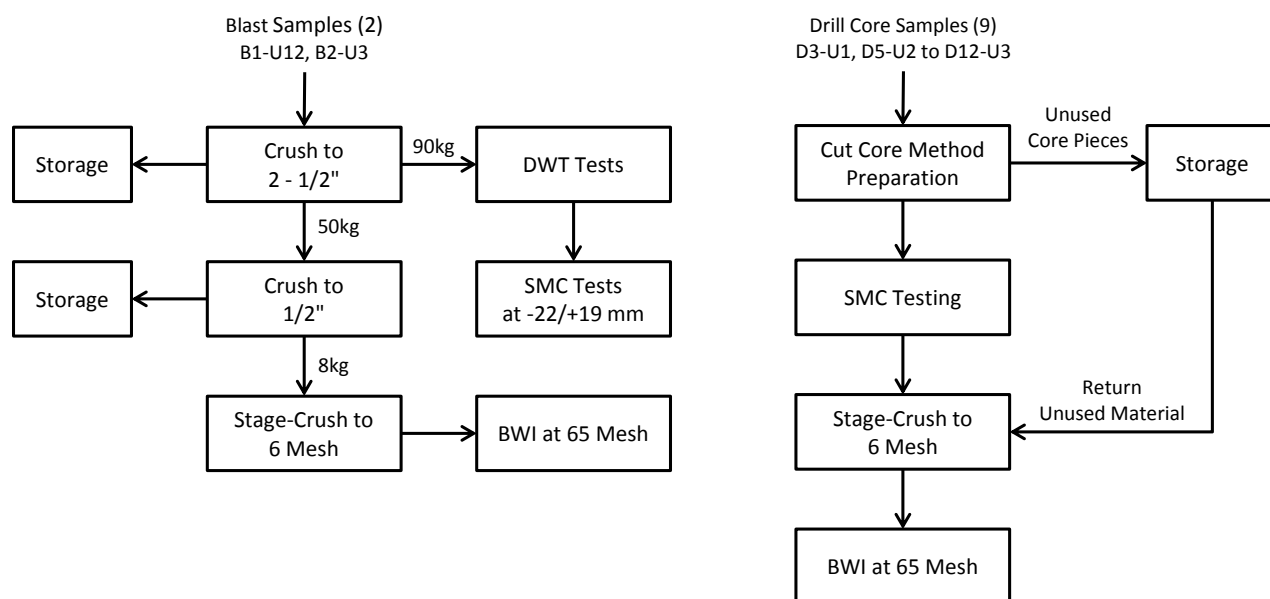 Blast Samples (2)
B1-U12, B2-U3
Storage
Crush to
2 - 1/2"
90kg
DWT Tests
50kg
Storage
Crush to
1/2"
SMC Tests
at -22/+19 mm
8kg
Stage-Crush to
6 Mesh
BWI at 65 Mesh
Drill Core Samples (9)
D3-U1, D5-U2 to D12-U3
Cut Core Method
Preparation
Unused
Core Pieces
Storage
SMC Testing
Return
Unused Material
Stage-Crush to
6 Mesh
BWI at 65 Mesh